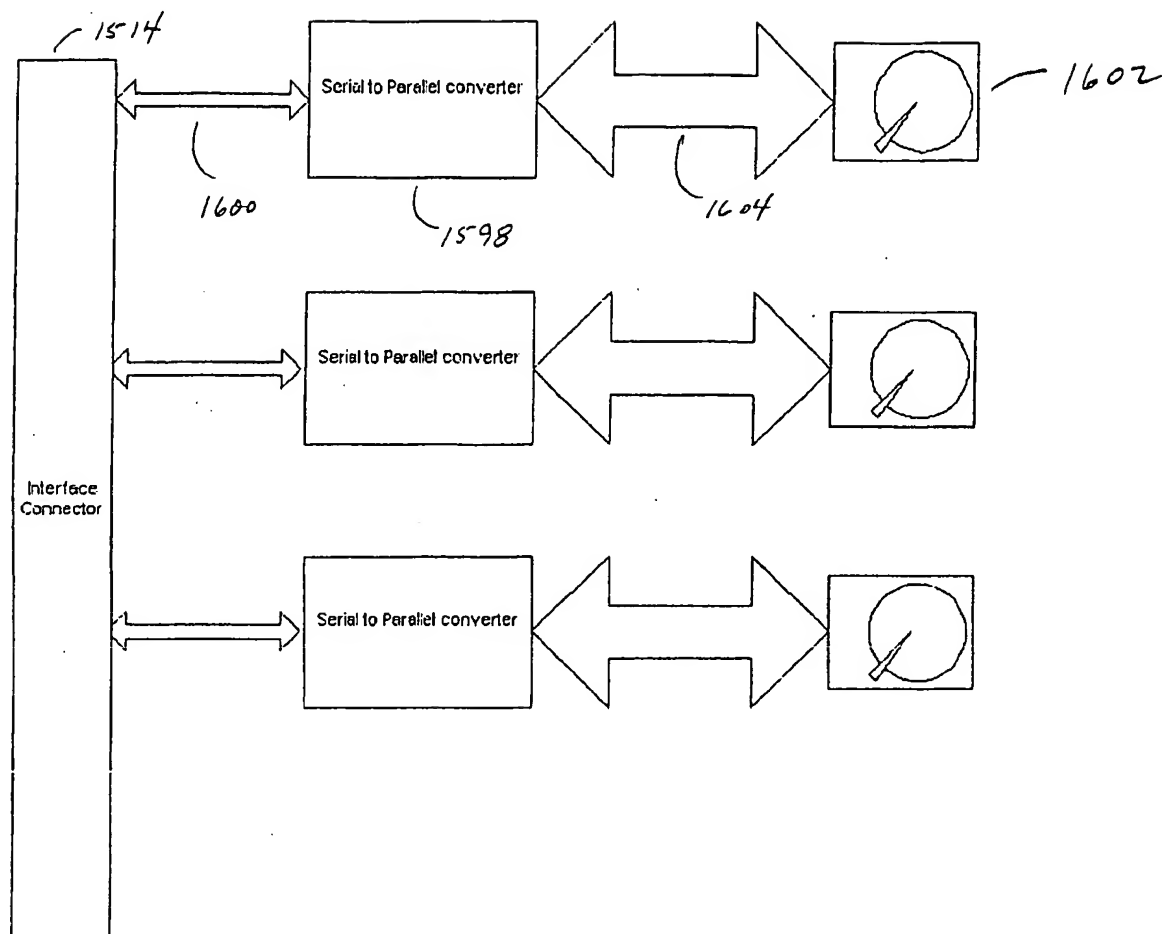 1514
Serial to Parallel converter
1602
1600
1598
1604
Serial to Parallel converter
Interface
Connector
Serial to Parallel converter